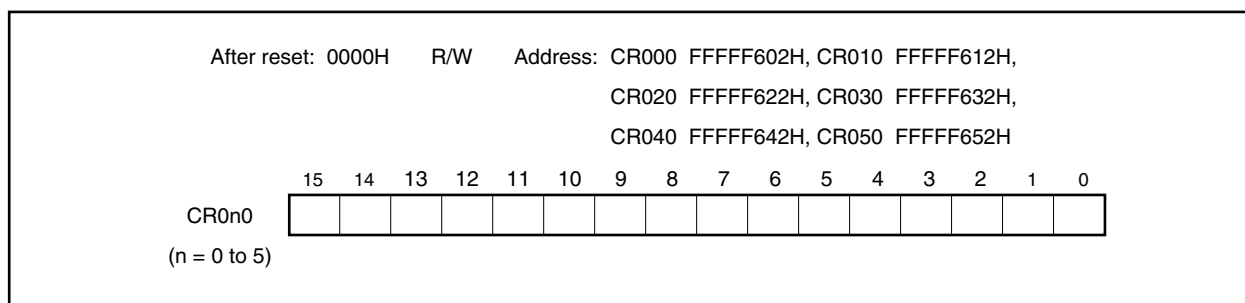 After reset: 0000H R/W Address: CR000 FFFFF602H, CR010 FFFFF612H,
CR020 FFFFF622H, CR030 FFFFF632H,
CR040 FFFFF642H, CR050 FFFFF652H
15 14 13 12 11 10 9 8 7 6 5 4 3 2 1 0
CR0n0
(n = 0 to 5)